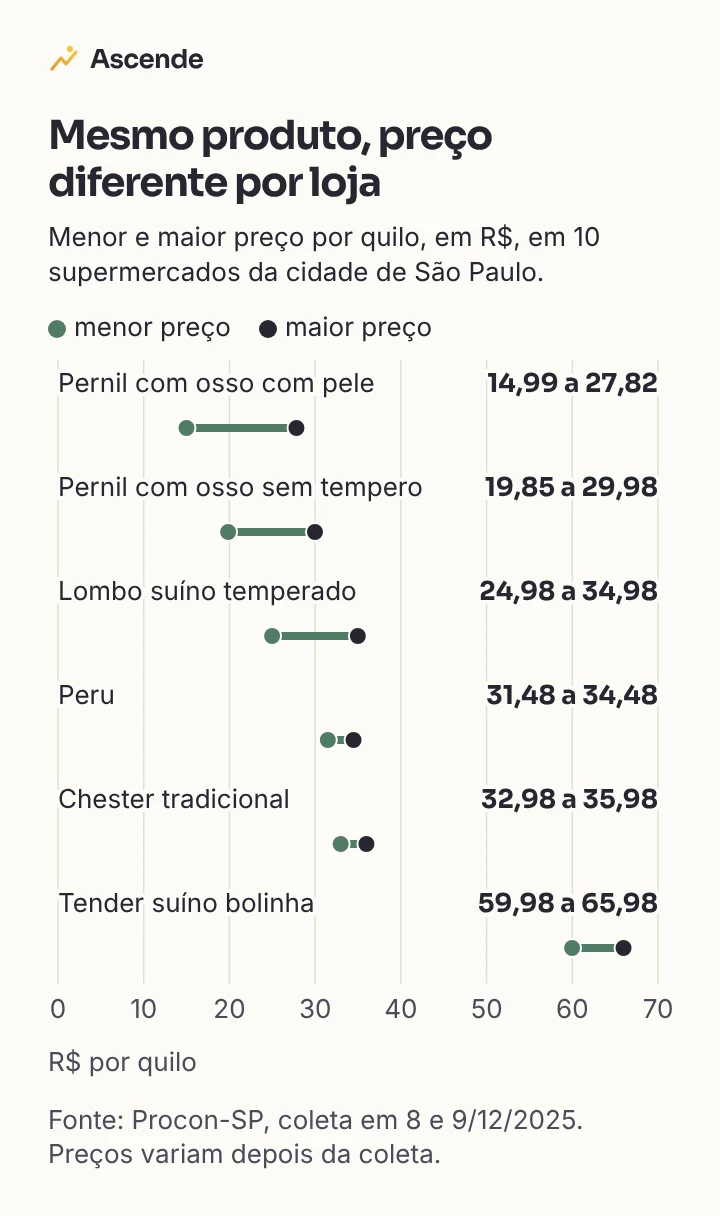 Ascende
Mesmo produto, preço
diferente por loja
Menor e maior preço por quilo, em R$, em 10
supermercados da cidade de São Paulo.
menor preço maior preço
Pernil com osso com pele 14,99 a 27,82
Pernil com osso sem tempero 19,85 a 29,98
Lombo suíno temperado 24,98 a 34,98
Peru 31,48 a 34,48
Chester tradicional 32,98 a 35,98
Tender suíno bolinha 59,98 a 65,98
0 10 20 30 40 50 60 70
R$ por quilo
Fonte: Procon-SP, coleta em 8 e 9/12/2025.
Preços variam depois da coleta.